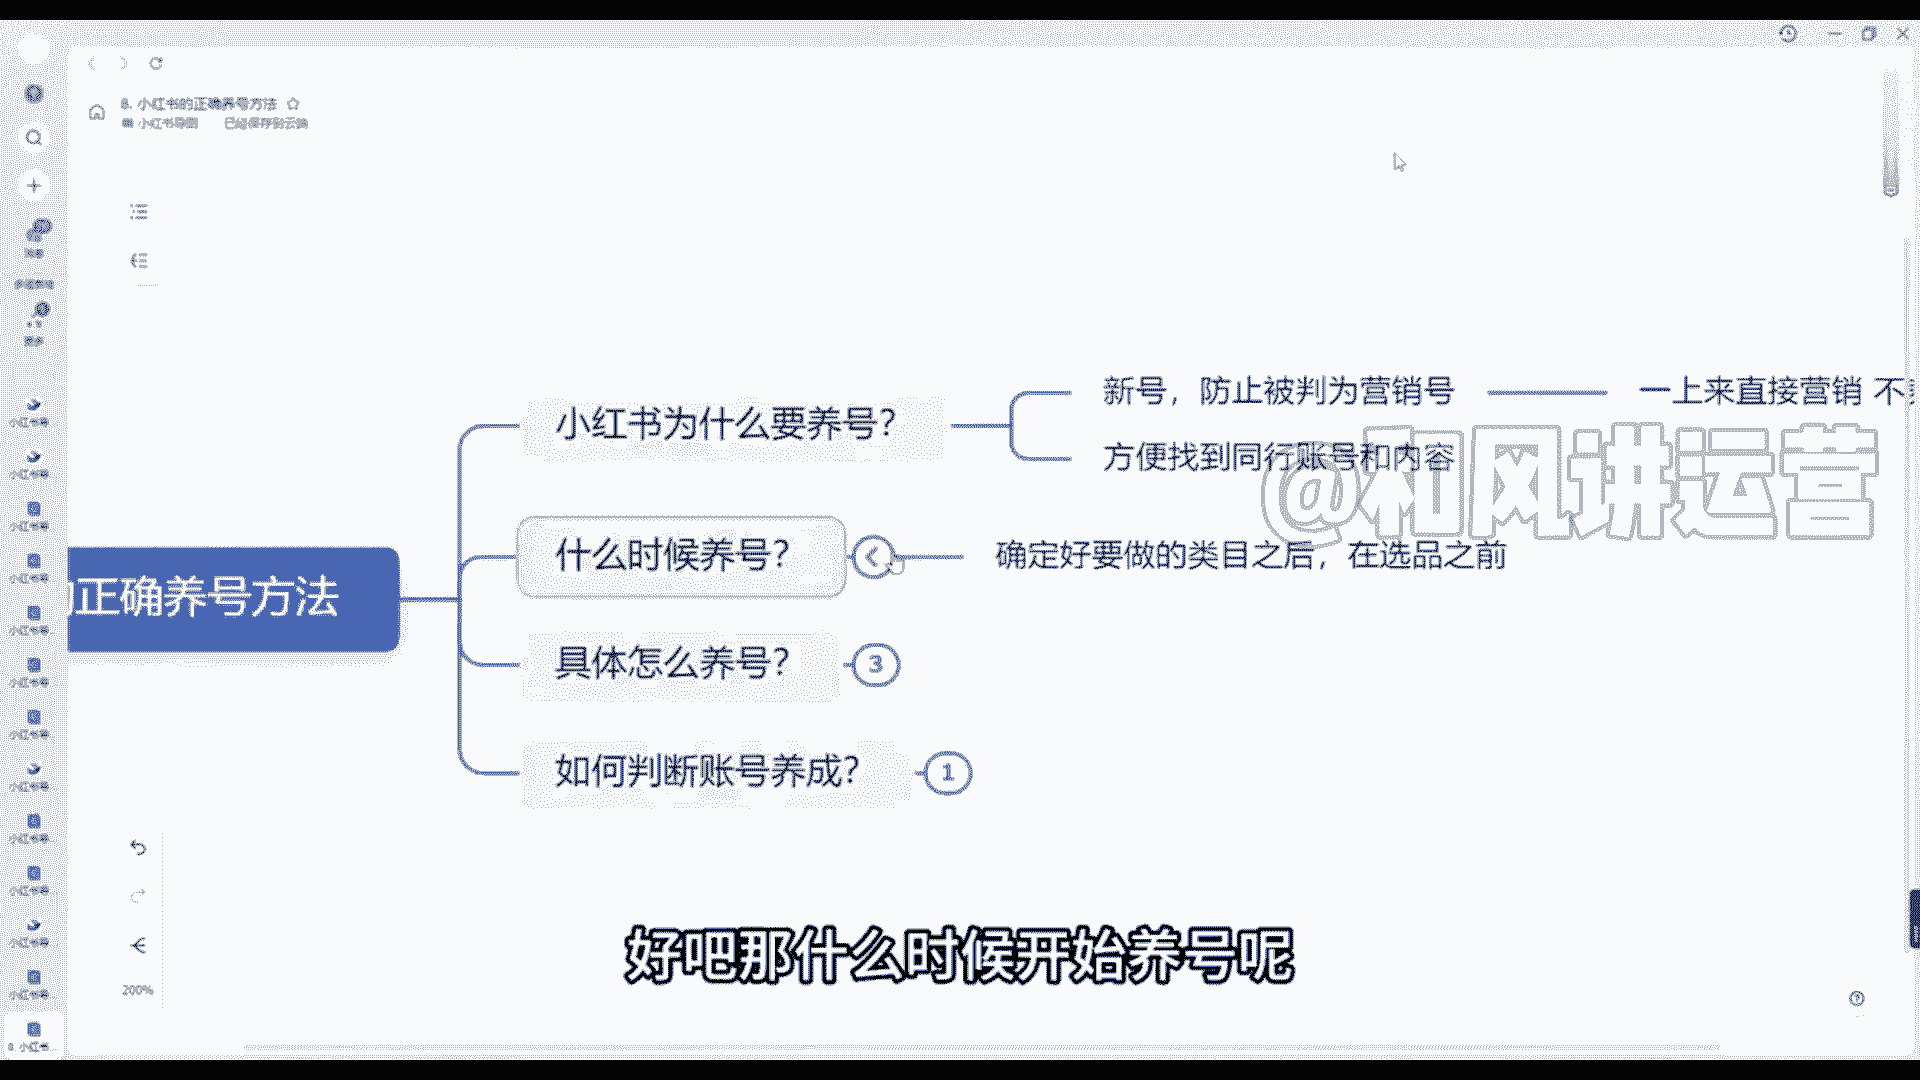 8. 小红书的正确养号方法
小红书导图 已经保存到云端
小红书为什么要养号？
新号，防止被判为营销号
一上来直接营销 不
方便找到同行账号和内容
@和风讲运营
什么时候养号？
确定好要做的类目之后，在选品之前
的正确养号方法
具体怎么养号？
3
如何判断账号养成？
1
好吧那什么时候开始养号呢
200%
8. 小红书...